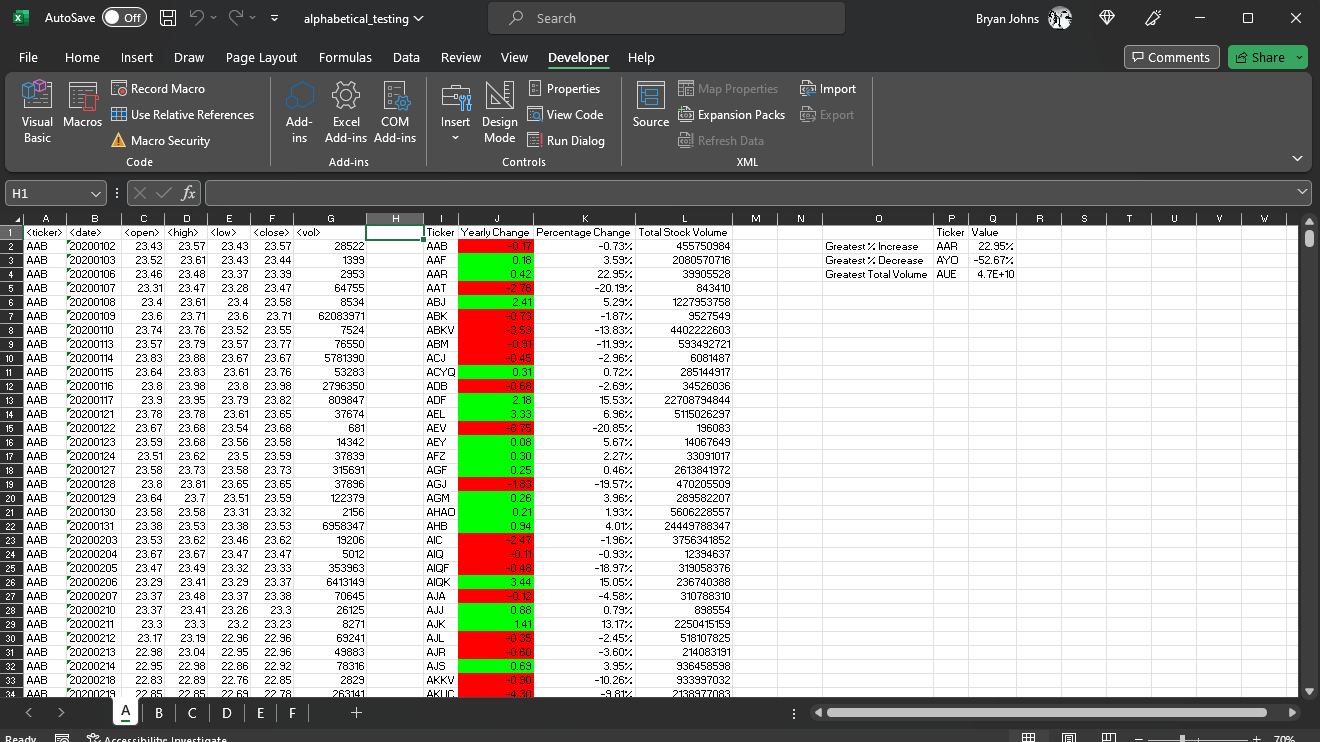 AutoSave Off alphabetical_testing Search Bryan Johns
File Home Insert Draw Page Layout Formulas Data Review View Developer Help Comments Share
Visual Basic
Macros
Record Macro
Use Relative References
Macro Security
Code
Add-ins
Excel Add-ins
COM Add-ins
Add-ins
Insert
Design Mode
Properties
View Code
Run Dialog
Controls
Source
Map Properties
Expansion Packs
Refresh Data
Import
Export
XML
H1 fx
A B C D E F G H I J K L M N O P Q R S T U V W
1 <ticker> <date> <open> <high> <low> <close> <vol> Ticker Yearly Change Percentage Change Total Stock Volume Ticker Value
2 AAB 20200102 23.43 23.57 23.43 23.57 28522 AAB -0.17 -0.73% 455750984 Greatest % Increase AAR 22.95%
3 AAB 20200103 23.52 23.61 23.43 23.44 1399 AAF 0.18 3.59% 2080570716 Greatest % Decrease AYO -52.67%
4 AAB 20200106 23.46 23.48 23.37 23.39 2953 AAR 0.42 22.95% 39905528 Greatest Total Volume AUE 4.7E+10
5 AAB 20200107 23.31 23.47 23.28 23.47 64755 AAT -2.76 -20.19% 843410
6 AAB 20200108 23.4 23.61 23.4 23.58 8534 ABJ 2.41 5.29% 1227953758
7 AAB 20200109 23.6 23.71 23.6 23.71 62083971 ABK -0.73 -1.87% 9527549
8 AAB 20200110 23.74 23.76 23.52 23.55 7524 ABKV -3.53 -13.83% 4402222603
9 AAB 20200113 23.57 23.79 23.57 23.77 76550 ABM -0.91 -11.99% 593492721
10 AAB 20200114 23.83 23.88 23.67 23.67 5781390 ACJ -0.45 -2.96% 6081487
11 AAB 20200115 23.64 23.83 23.61 23.76 53283 ACYQ 0.31 0.72% 285144917
12 AAB 20200116 23.8 23.98 23.8 23.98 2796350 ADB -0.68 -2.69% 34526036
13 AAB 20200117 23.9 23.95 23.79 23.82 809847 ADF 2.18 15.53% 22708794844
14 AAB 20200121 23.78 23.78 23.61 23.65 37674 AEL 3.33 6.96% 5115026297
15 AAB 20200122 23.67 23.68 23.54 23.68 681 AEV -3.75 -20.85% 196083
16 AAB 20200123 23.59 23.68 23.56 23.58 14342 AEY 0.08 5.67% 14067649
17 AAB 20200124 23.51 23.62 23.5 23.59 37839 AFZ 0.30 2.27% 33091017
18 AAB 20200127 23.58 23.73 23.58 23.73 315691 AGF 0.25 0.46% 2613841972
19 AAB 20200128 23.8 23.81 23.65 23.65 37896 AGJ -1.83 -19.57% 470205509
20 AAB 20200129 23.64 23.7 23.51 23.59 122379 AGM 0.26 3.96% 289582207
21 AAB 20200130 23.58 23.58 23.31 23.32 2156 AHAO 0.21 1.93% 5606228557
22 AAB 20200131 23.38 23.53 23.38 23.53 6958347 AHB 0.94 4.01% 24449788347
23 AAB 20200203 23.53 23.62 23.46 23.62 19206 AIC -2.47 -1.96% 3756341852
24 AAB 20200204 23.67 23.67 23.47 23.47 5012 AIQ -0.11 -0.93% 12394637
25 AAB 20200205 23.47 23.49 23.32 23.33 353963 AIQF -0.48 -18.97% 319058376
26 AAB 20200206 23.29 23.41 23.29 23.37 6413149 AIQK 3.44 15.05% 236740388
27 AAB 20200207 23.37 23.48 23.37 23.38 70645 AJA -0.12 -4.58% 310788310
28 AAB 20200210 23.37 23.41 23.26 23.3 26125 AJJ 0.88 0.79% 898554
29 AAB 20200211 23.3 23.3 23.2 23.23 8271 AJK 1.41 13.17% 2250415159
30 AAB 20200212 23.17 23.19 22.96 22.96 69241 AJL -0.35 -2.45% 518107825
31 AAB 20200213 22.98 23.04 22.95 22.96 49883 AJR -0.60 -3.60% 214083191
32 AAB 20200214 22.95 22.98 22.86 22.92 78316 AJS 0.69 3.95% 936458598
33 AAB 20200218 22.83 22.89 22.76 22.85 2829 AKKV -0.90 -10.26% 933997032
34 AAB 20200219 22.85 22.85 22.69 22.78 263141 AKUC -4.30 -9.81% 2138977083
A B C D E F
Ready Accessibility: Investigate 70%